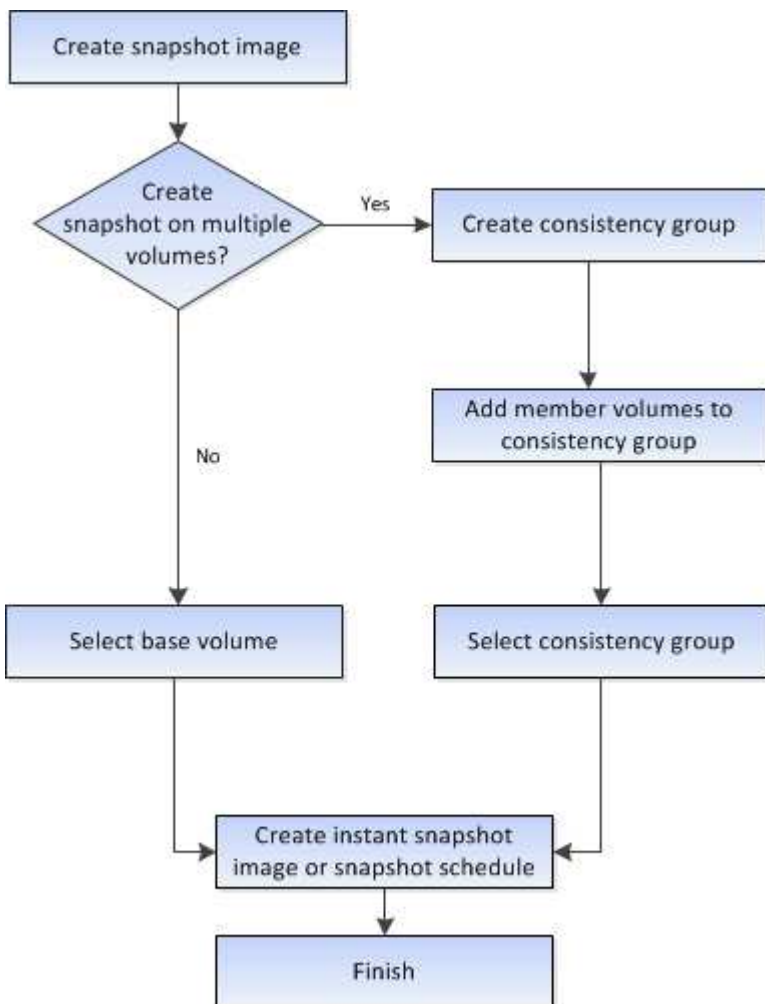 Create snapshot image
Create
snapshot on multiple
volumes?
Yes
Create consistency group
Add member volumes to
consistency group
No
Select base volume
Select consistency group
Create instant snapshot
image or snapshot schedule
Finish